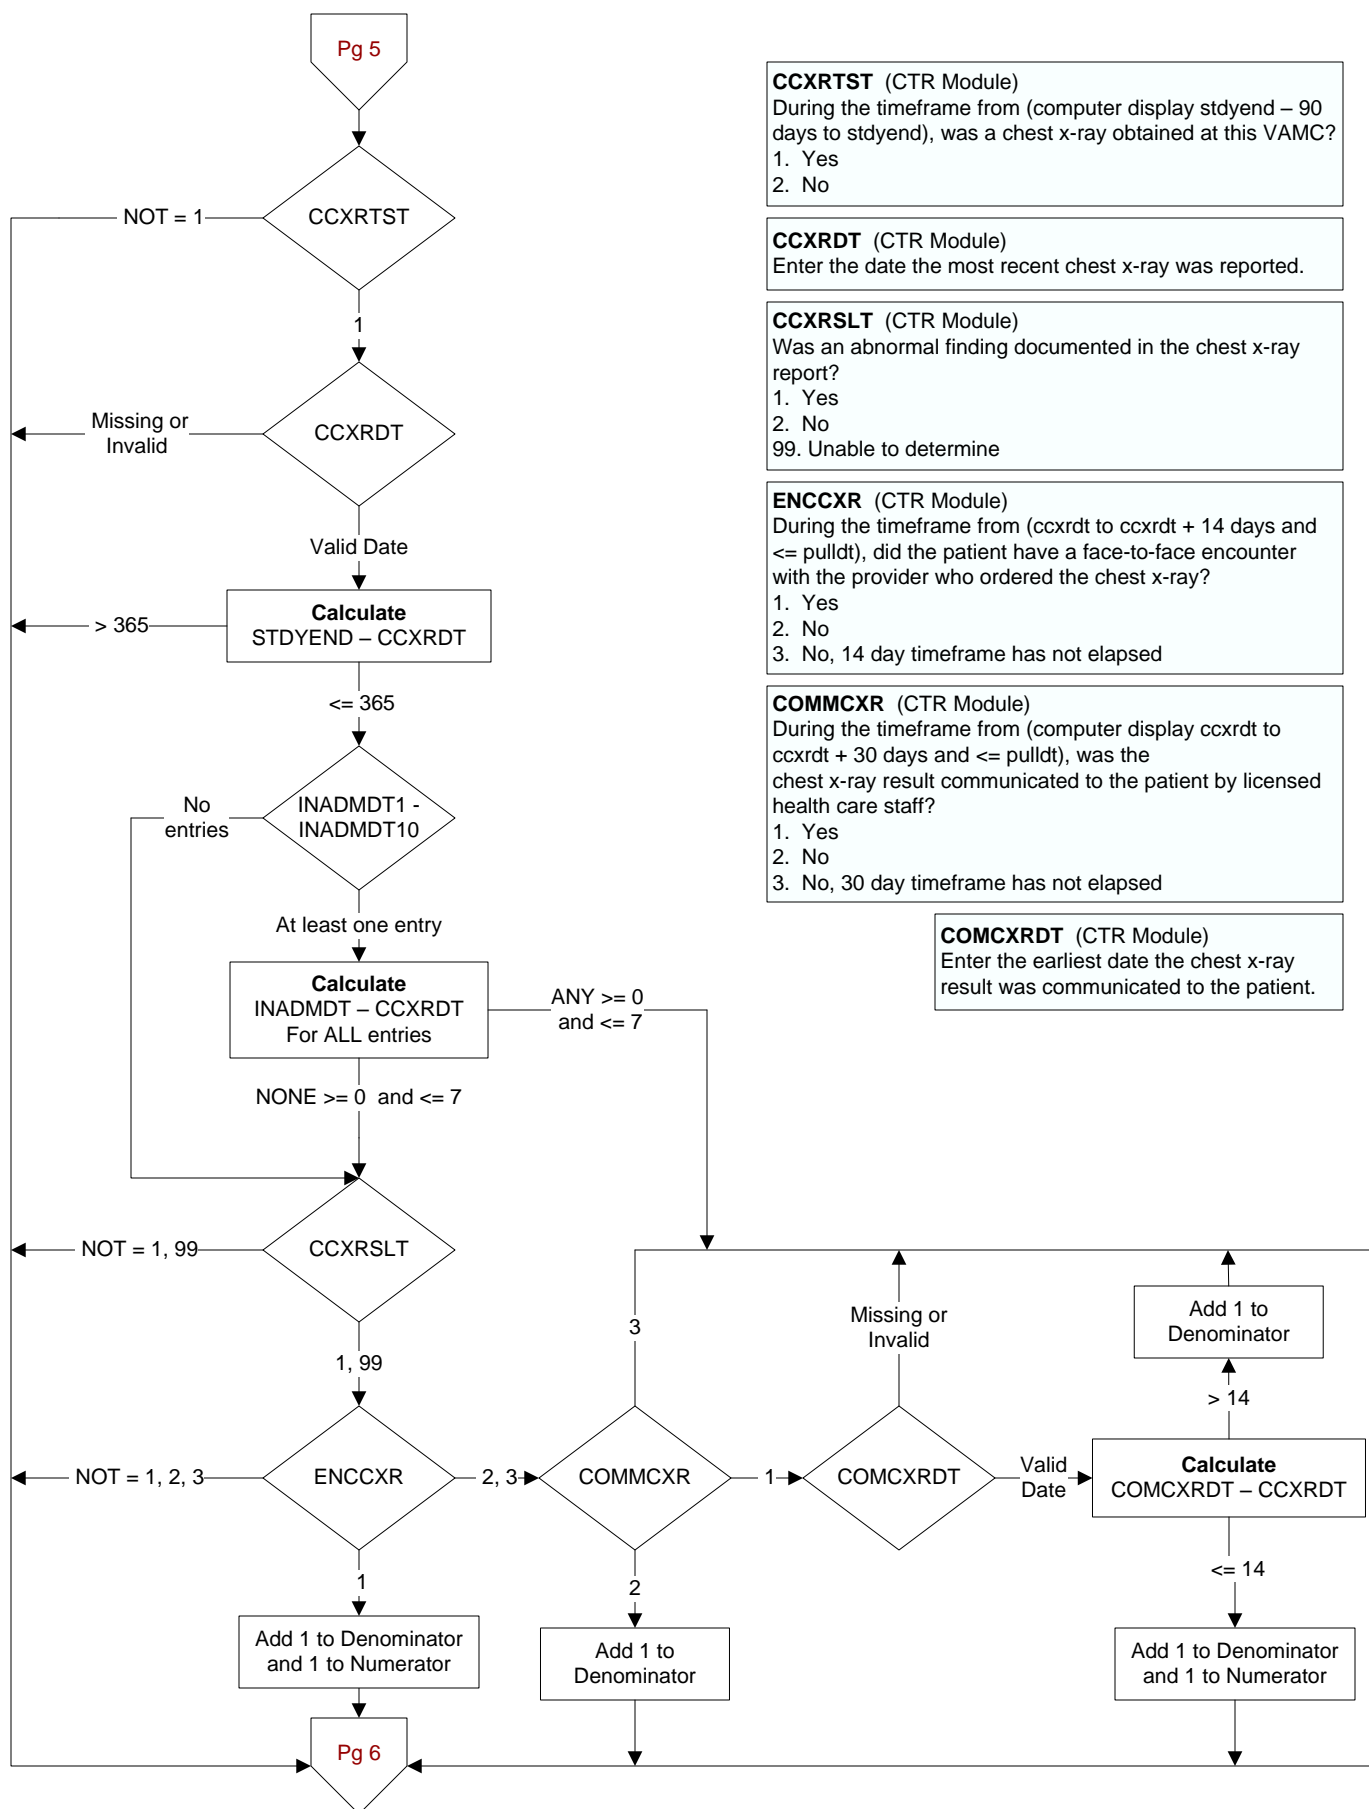 Pg 5
CCXRTST (CTR Module)
During the timeframe from (computer display stdyend – 90
days to stdyend), was a chest x-ray obtained at this VAMC?
1. Yes
2. No
NOT = 1
CCXRTST
CCXRDT (CTR Module)
Enter the date the most recent chest x-ray was reported.
1
CCXRSLT (CTR Module)
Was an abnormal finding documented in the chest x-ray
report?
1. Yes
2. No
99. Unable to determine
Missing or
Invalid
CCXRDT
ENCCXR (CTR Module)
During the timeframe from (ccxrdt to ccxrdt + 14 days and
<= pulldt), did the patient have a face-to-face encounter
with the provider who ordered the chest x-ray?
1. Yes
2. No
3. No, 14 day timeframe has not elapsed
Valid Date
> 365
Calculate
STDYEND – CCXRDT
<= 365
COMMCXR (CTR Module)
During the timeframe from (computer display ccxrdt to
ccxrdt + 30 days and <= pulldt), was the
chest x-ray result communicated to the patient by licensed
health care staff?
1. Yes
2. No
3. No, 30 day timeframe has not elapsed
No
entries
INADMDT1 -
INADMDT10
At least one entry
COMCXRDT (CTR Module)
Enter the earliest date the chest x-ray
result was communicated to the patient.
Calculate
INADMDT – CCXRDT
For ALL entries
ANY >= 0
and <= 7
NONE >= 0 and <= 7
NOT = 1, 99
CCXRSLT
1, 99
3
Missing or
Invalid
Add 1 to
Denominator
> 14
NOT = 1, 2, 3
ENCCXR
2, 3
COMMCXR
1
COMCXRDT
Valid
Date
Calculate
COMCXRDT – CCXRDT
<= 14
1
2
Add 1 to Denominator
and 1 to Numerator
Add 1 to
Denominator
Add 1 to Denominator
and 1 to Numerator
Pg 6